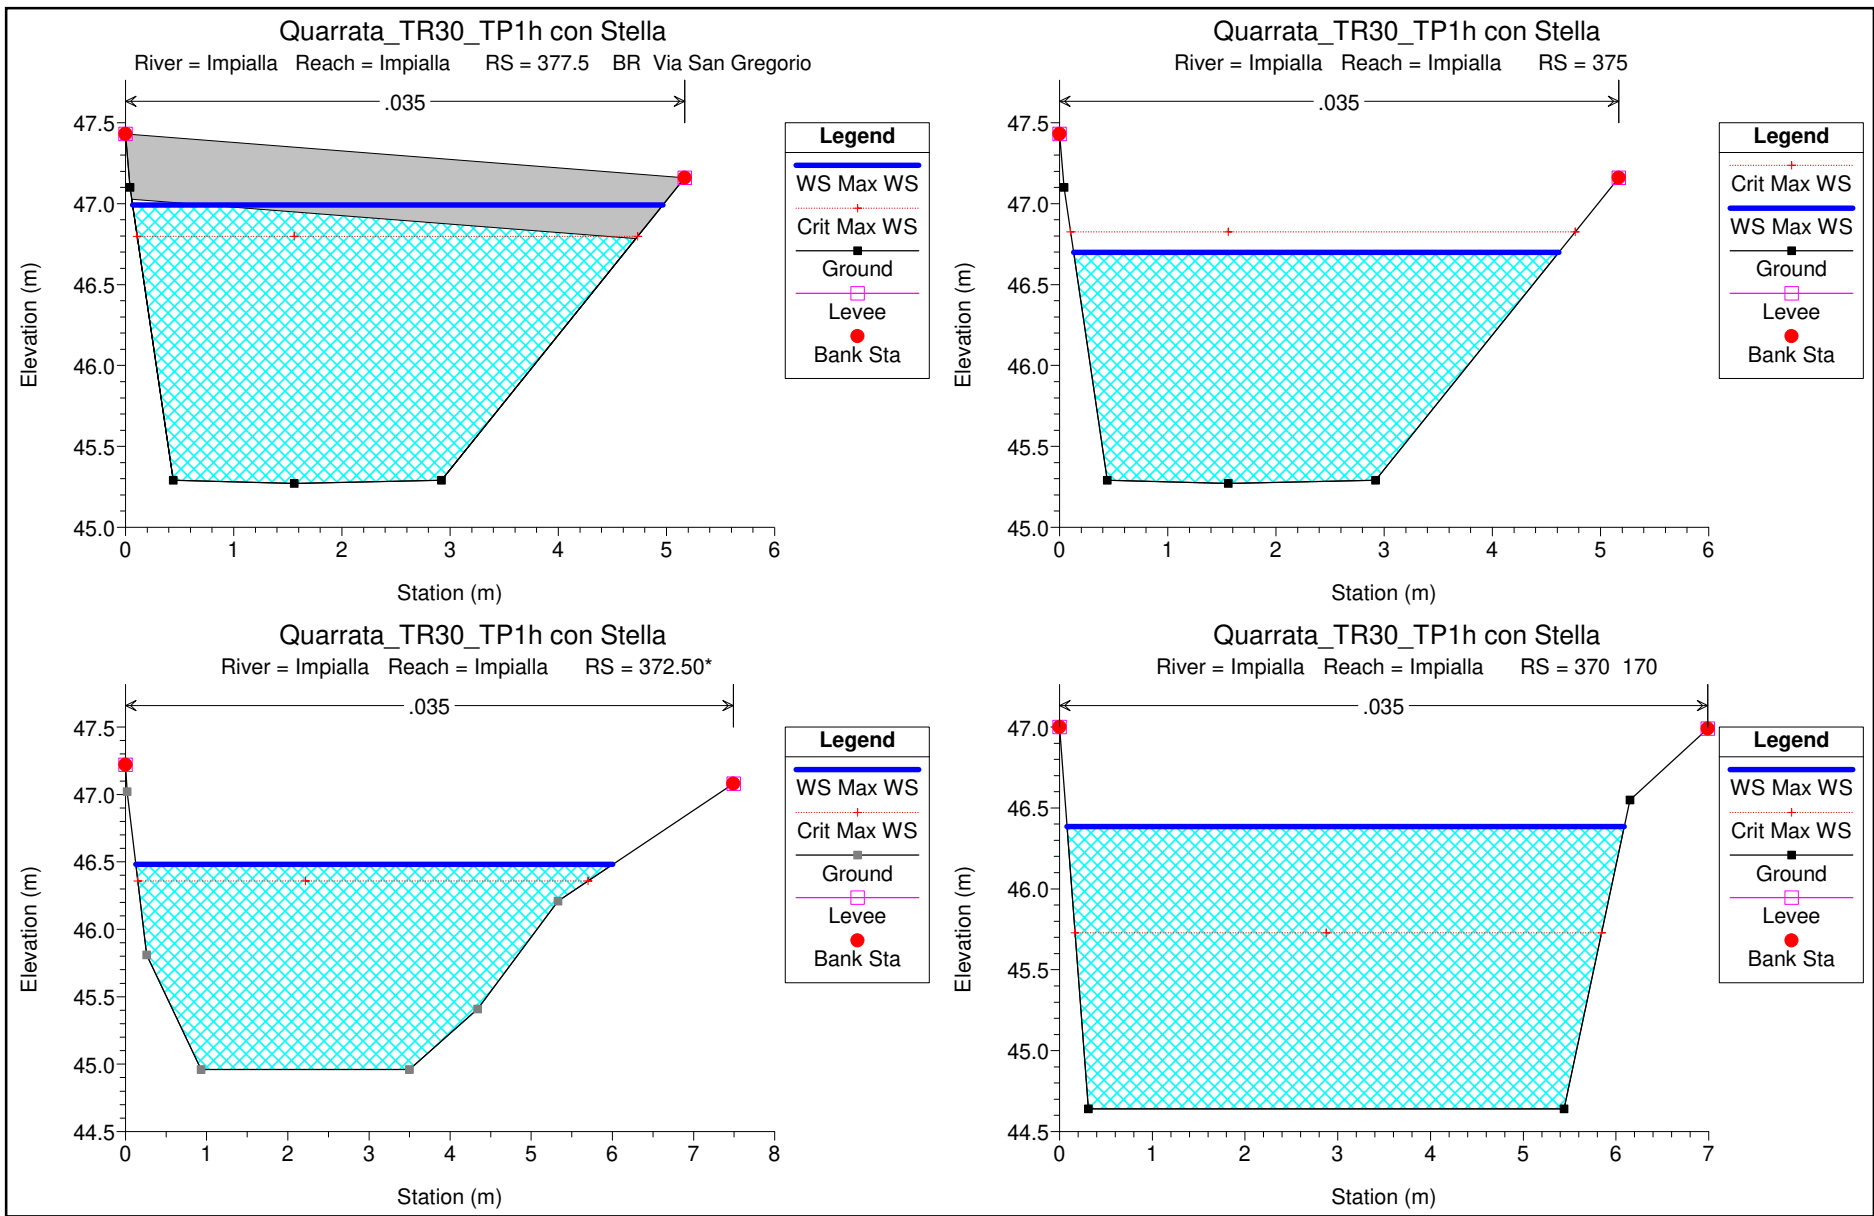 Quarrata_TR30_TP1h con Stella
River = Impialla Reach = Impialla RS = 377.5 BR Via San Gregorio
.035
47.5
47.0
46.5
46.0
45.5
45.0
0 1 2 3 4 5 6
Elevation (m)
Station (m)
Legend
WS Max WS
Crit Max WS
Ground
Levee
Bank Sta
Quarrata_TR30_TP1h con Stella
River = Impialla Reach = Impialla RS = 375
.035
47.5
47.0
46.5
46.0
45.5
45.0
0 1 2 3 4 5 6
Elevation (m)
Station (m)
Legend
Crit Max WS
WS Max WS
Ground
Levee
Bank Sta
Quarrata_TR30_TP1h con Stella
River = Impialla Reach = Impialla RS = 372.50*
.035
47.5
47.0
46.5
46.0
45.5
45.0
44.5
0 1 2 3 4 5 6 7 8
Elevation (m)
Station (m)
Legend
WS Max WS
Crit Max WS
Ground
Levee
Bank Sta
Quarrata_TR30_TP1h con Stella
River = Impialla Reach = Impialla RS = 370 170
.035
47.0
46.5
46.0
45.5
45.0
44.5
0 1 2 3 4 5 6 7
Elevation (m)
Station (m)
Legend
WS Max WS
Crit Max WS
Ground
Levee
Bank Sta